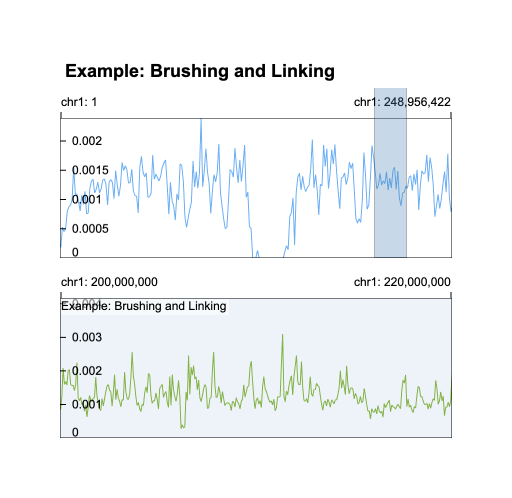 Example: Brushing and Linking
chr1: 1
chr1: 248,956,422
0.002
0.0015
0.001
0.0005
0
chr1: 200,000,000
chr1: 220,000,000
0.004
Example: Brushing and Linking
0.003
0.002
0.001
0